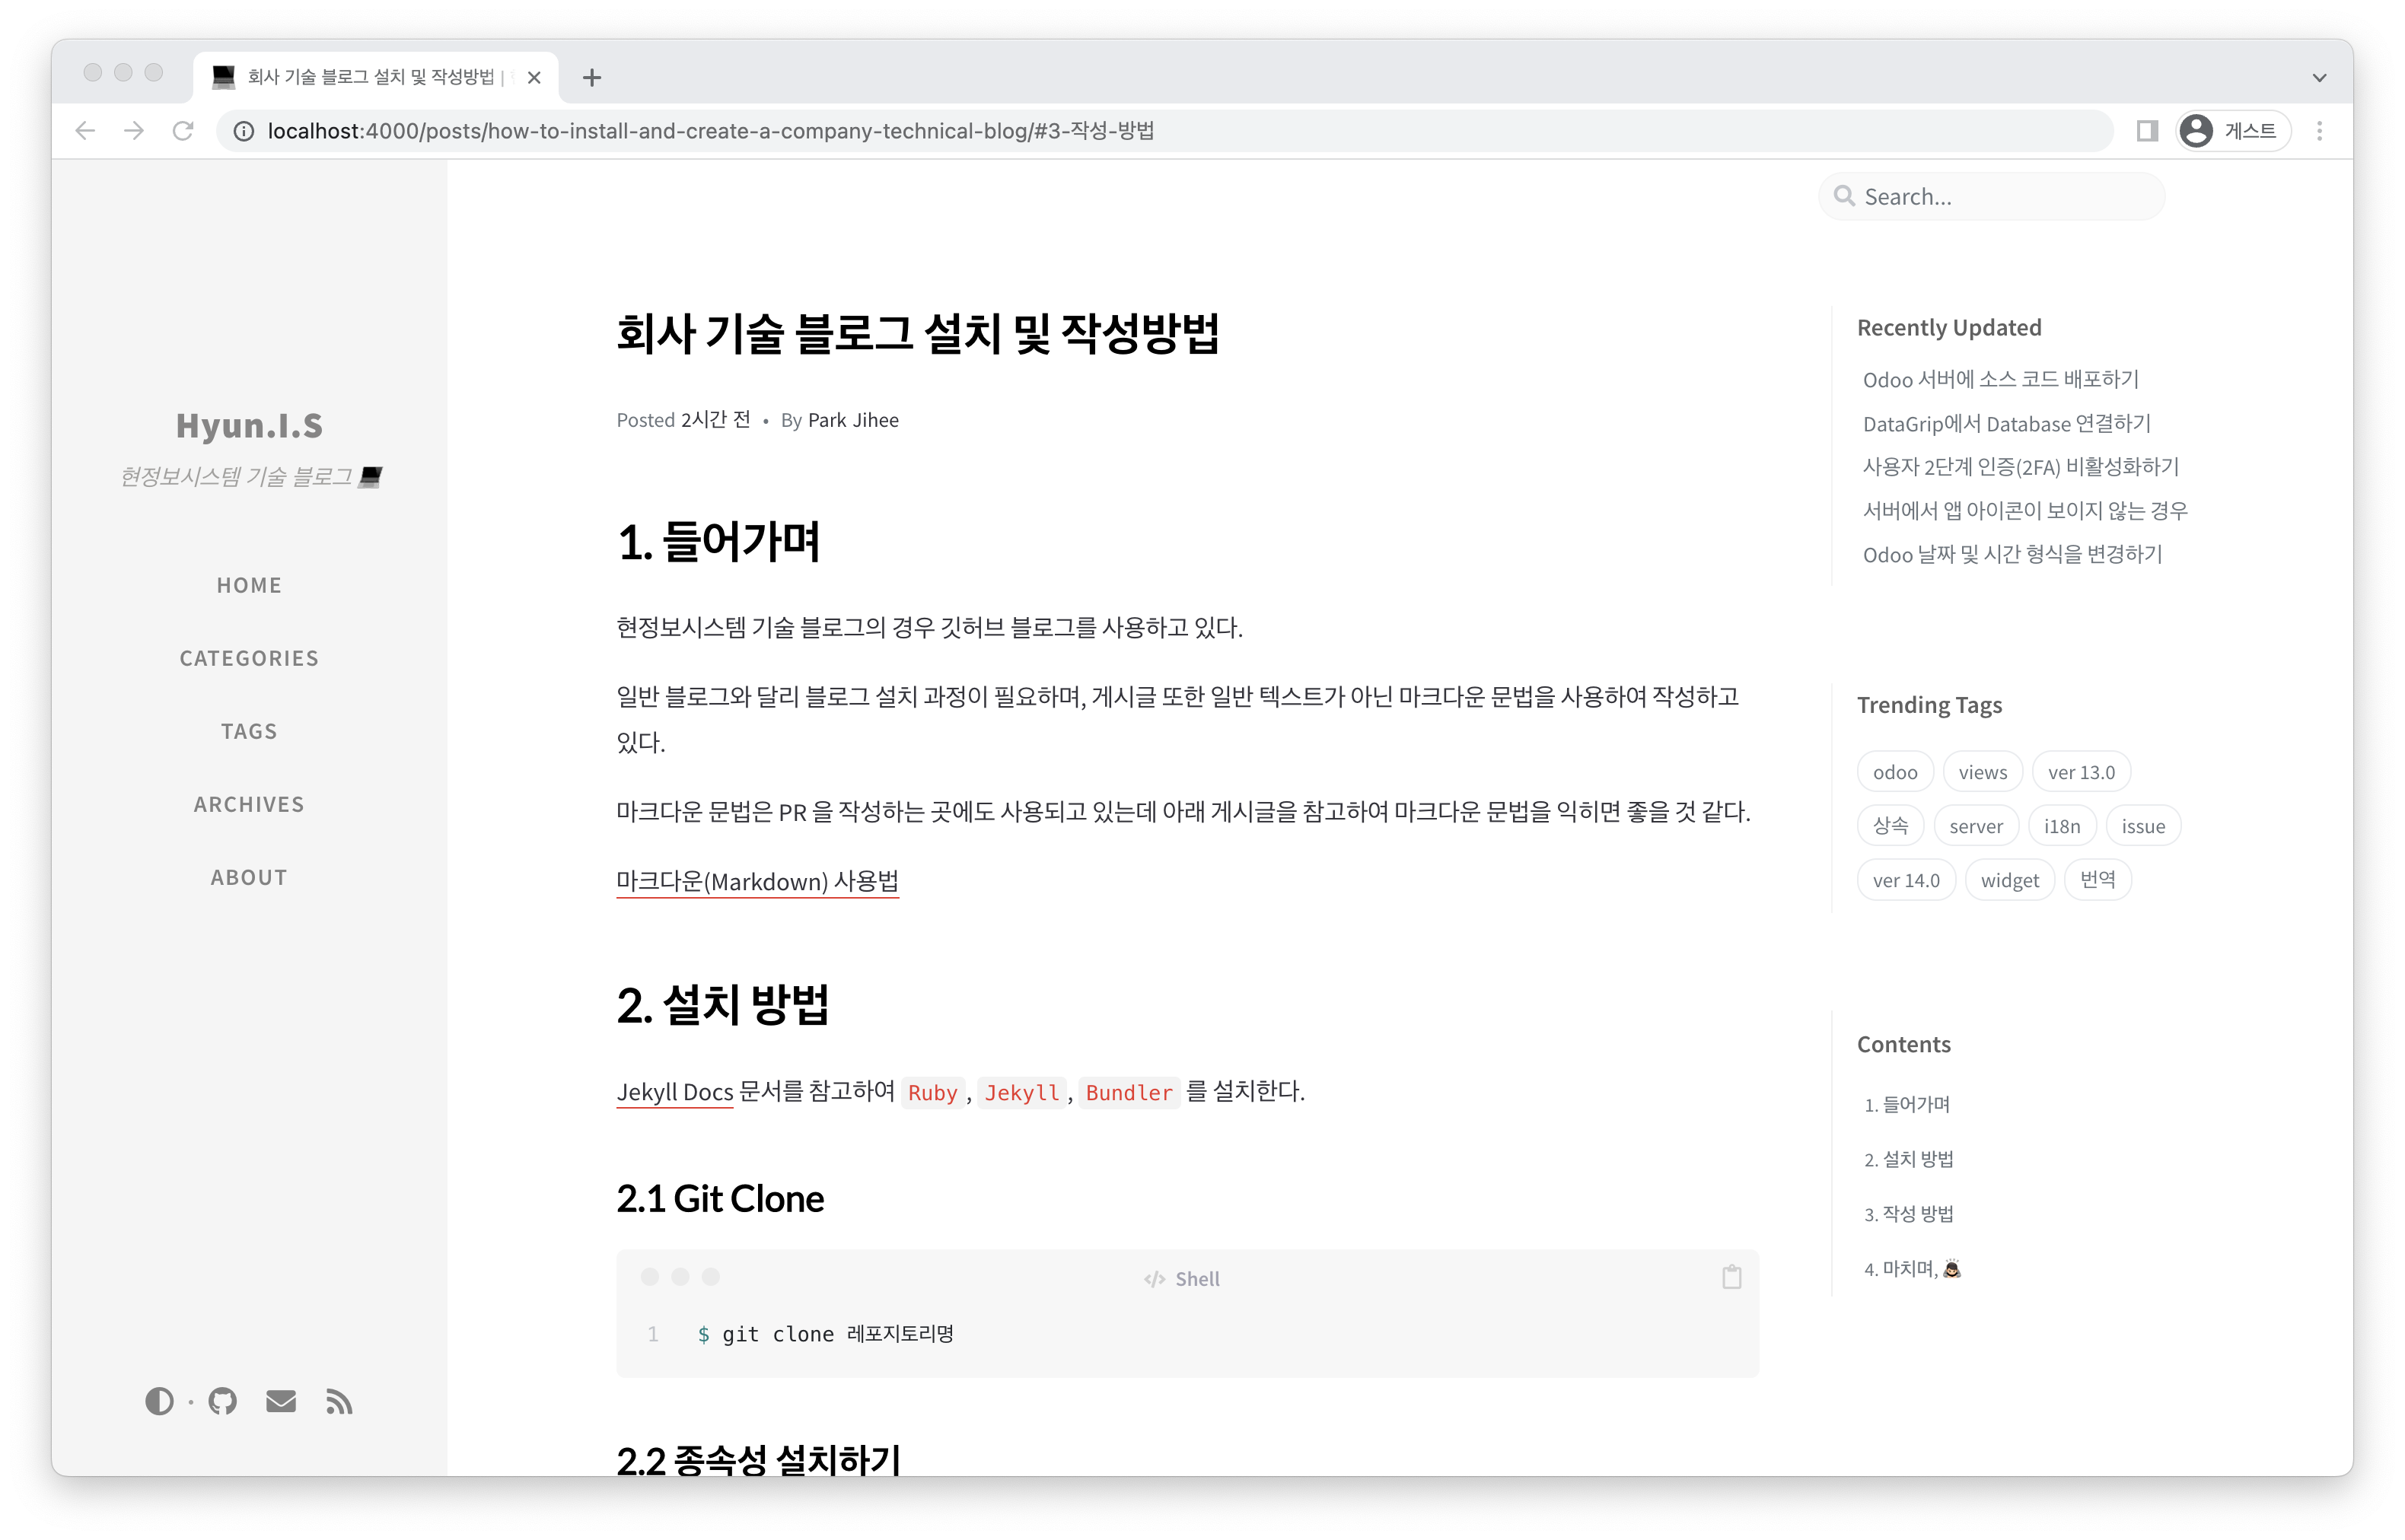 회사 기술 블로그 설치 및 작성방법 |
localhost:4000/posts/how-to-install-and-create-a-company-technical-blog/#3-작성-방법
게스트
Hyun.I.S
현정보시스템 기술 블로그
HOME
CATEGORIES
TAGS
ARCHIVES
ABOUT
Search...
회사 기술 블로그 설치 및 작성방법
Posted 2시간 전 • By Park Jihee
1. 들어가며
현정보시스템 기술 블로그의 경우 깃허브 블로그를 사용하고 있다.
일반 블로그와 달리 블로그 설치 과정이 필요하며, 게시글 또한 일반 텍스트가 아닌 마크다운 문법을 사용하여 작성하고
있다.
마크다운 문법은 PR 을 작성하는 곳에도 사용되고 있는데 아래 게시글을 참고하여 마크다운 문법을 익히면 좋을 것 같다.
마크다운(Markdown) 사용법
2. 설치 방법
Jekyll Docs 문서를 참고하여 Ruby, Jekyll, Bundler 를 설치한다.
2.1 Git Clone
</> Shell
1 $ git clone 레포지토리명
2.2 종속성 설치하기
Recently Updated
Odoo 서버에 소스 코드 배포하기
DataGrip에서 Database 연결하기
사용자 2단계 인증(2FA) 비활성화하기
서버에서 앱 아이콘이 보이지 않는 경우
Odoo 날짜 및 시간 형식을 변경하기
Trending Tags
odoo views ver 13.0
상속 server i18n issue
ver 14.0 widget 번역
Contents
1. 들어가며
2. 설치 방법
3. 작성 방법
4. 마치며,